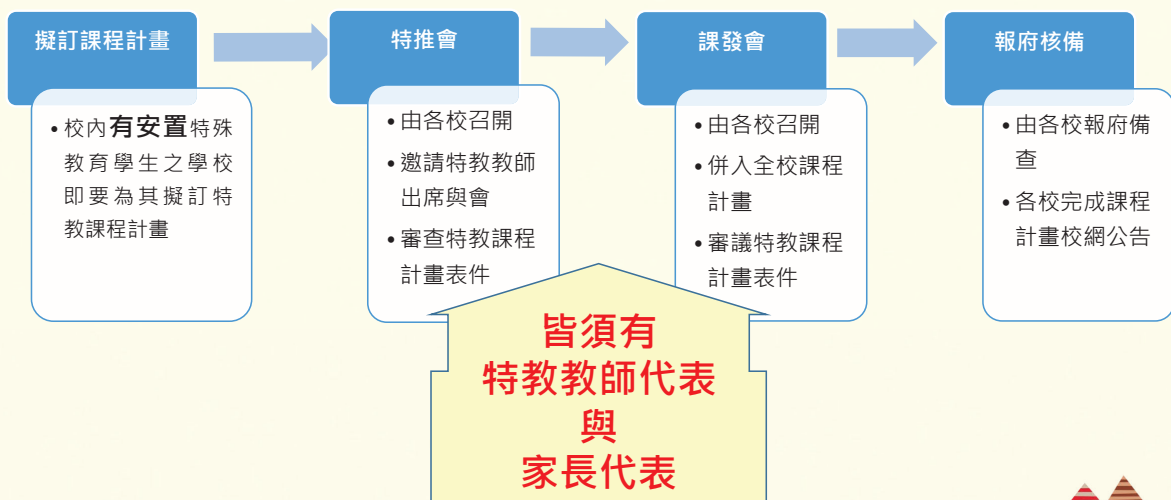 擬訂課程計畫
•校內有安置特殊
教育學生之學校
即要為其擬訂特
教課程計畫
特推會
•由各校召開
•邀請特教教師
出席與會
•審查特教課程
計畫表件
課發會
•由各校召開
•併入全校課程
計畫
•審議特教課程
計畫表件
報府核備
•由各校報府備
查
•各校完成課程
計畫校網公告
皆須有
特教教師代表
與
家長代表